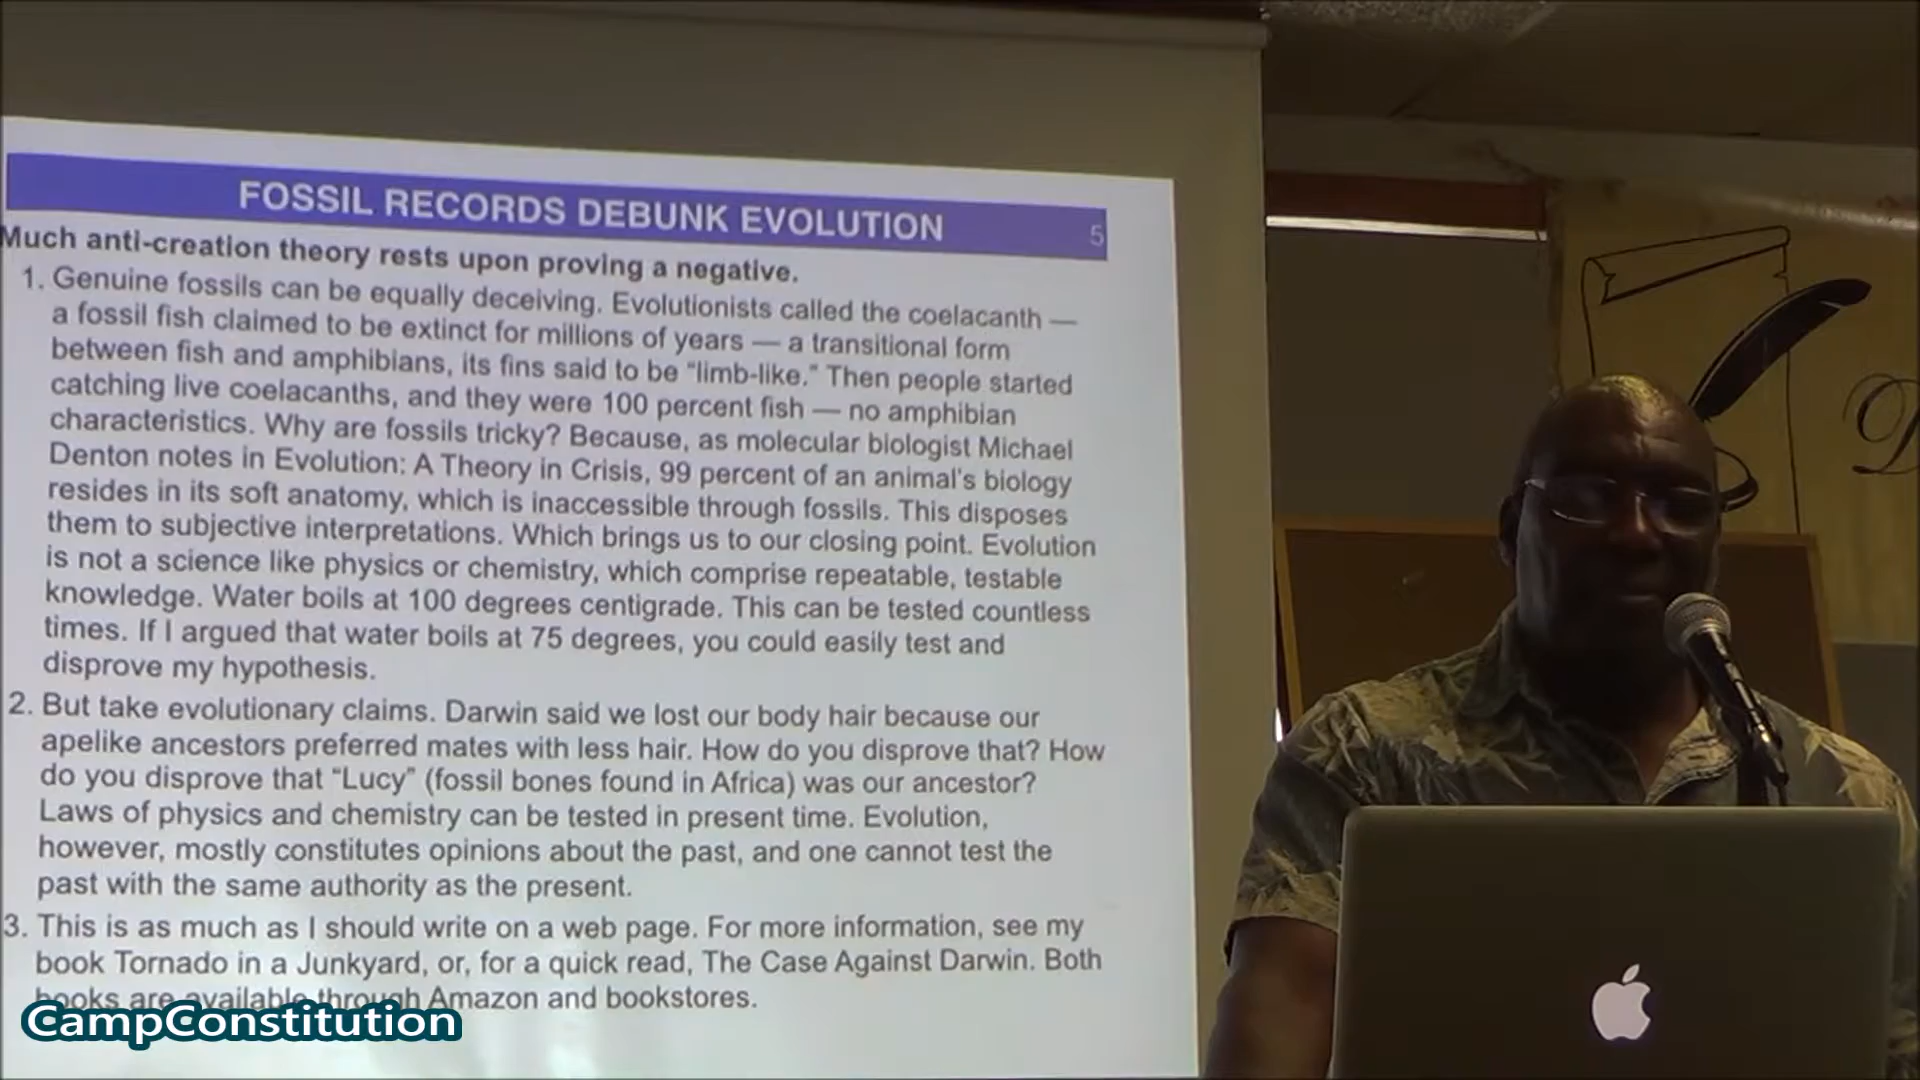 FOSSIL RECORDS DEBUNK EVOLUTION
5
Much anti-creation theory rests upon proving a negative.
1. Genuine fossils can be equally deceiving. Evolutionists called the coelacanth —
a fossil fish claimed to be extinct for millions of years — a transitional form
between fish and amphibians, its fins said to be “limb-like.” Then people started
catching live coelacanths, and they were 100 percent fish — no amphibian
characteristics. Why are fossils tricky? Because, as molecular biologist Michael
Denton notes in Evolution: A Theory in Crisis, 99 percent of an animal's biology
resides in its soft anatomy, which is inaccessible through fossils. This disposes
them to subjective interpretations. Which brings us to our closing point. Evolution
is not a science like physics or chemistry, which comprise repeatable, testable
knowledge. Water boils at 100 degrees centigrade. This can be tested countless
times. If I argued that water boils at 75 degrees, you could easily test and
disprove my hypothesis.
2. But take evolutionary claims. Darwin said we lost our body hair because our
apelike ancestors preferred mates with less hair. How do you disprove that? How
do you disprove that “Lucy” (fossil bones found in Africa) was our ancestor?
Laws of physics and chemistry can be tested in present time. Evolution,
however, mostly constitutes opinions about the past, and one cannot test the
past with the same authority as the present.
3. This is as much as I should write on a web page. For more information, see my
book Tornado in a Junkyard, or, for a quick read, The Case Against Darwin. Both
books are available through Amazon and bookstores.
CampConstitution
D